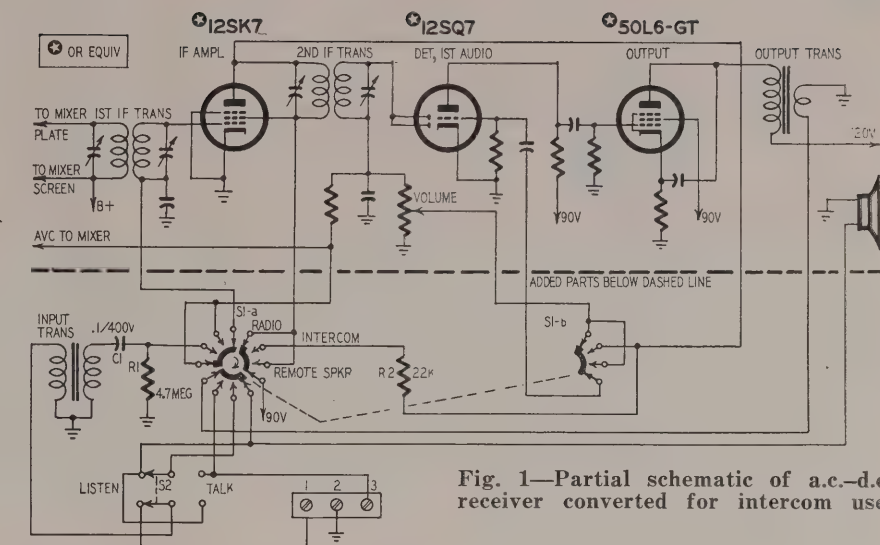 ✪12SK7
✪12SQ7
✪50L6-GT
✪ OR EQUIV
IF AMPL
2ND IF TRANS
DET, IST AUDIO
OUTPUT
OUTPUT TRANS
TO MIXER IST IF TRANS
PLATE
TO MIXER
SCREEN
B+
120V
VOLUME
90V
90V
AVC TO MIXER
ADDED PARTS BELOW DASHED LINE
INPUT
TRANS
.1/400V
C1
S1-a
RADIO
INTERCOM
S1-b
R1
4.7MEG
REMOTE SPKR
R2
22K
90V
LISTEN
S2
TALK
1
2
3
Fig. 1—Partial schematic of a.c.–d.c
receiver converted for intercom use